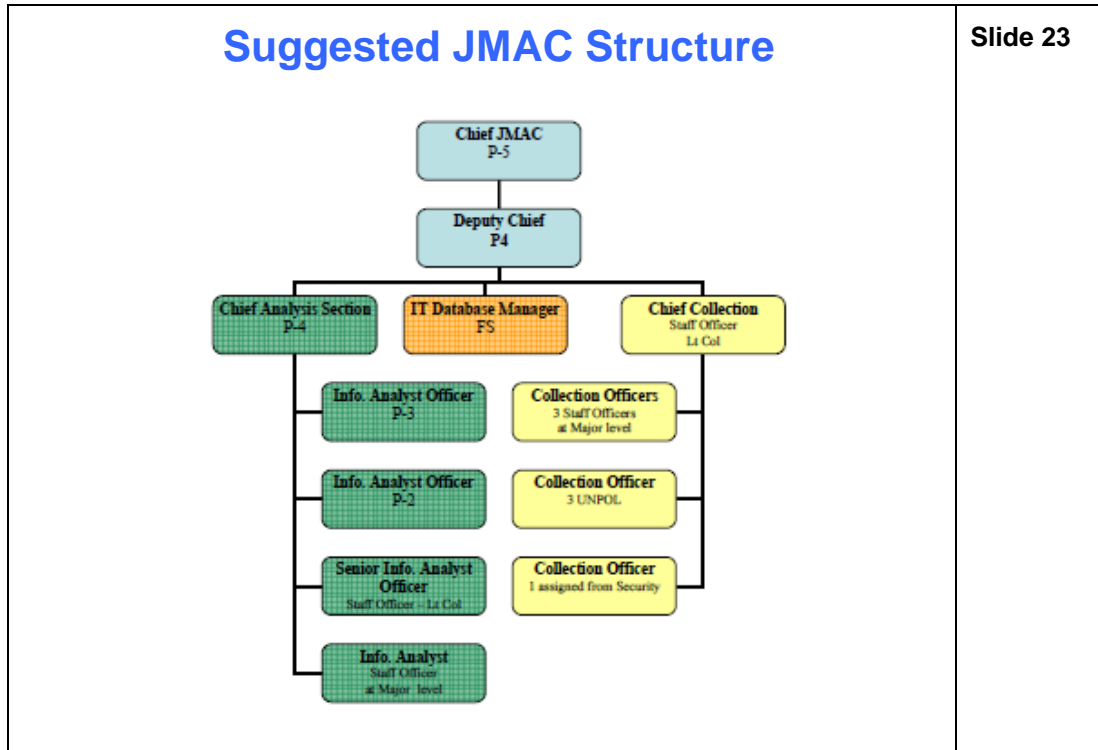 Suggested JMAC Structure
Slide 23
Chief JMAC
P-5
Deputy Chief
P4
Chief Analysis Section
P-4
IT Database Manager
FS
Chief Collection
Staff Officer
Lt Col
Info. Analyst Officer
P-3
Collection Officers
3 Staff Officers
at Major level
Info. Analyst Officer
P-2
Collection Officer
3 UNPOL
Senior Info. Analyst
Officer
Staff Officer – Lt Col
Collection Officer
1 assigned from Security
Info. Analyst
Staff Officer
at Major level